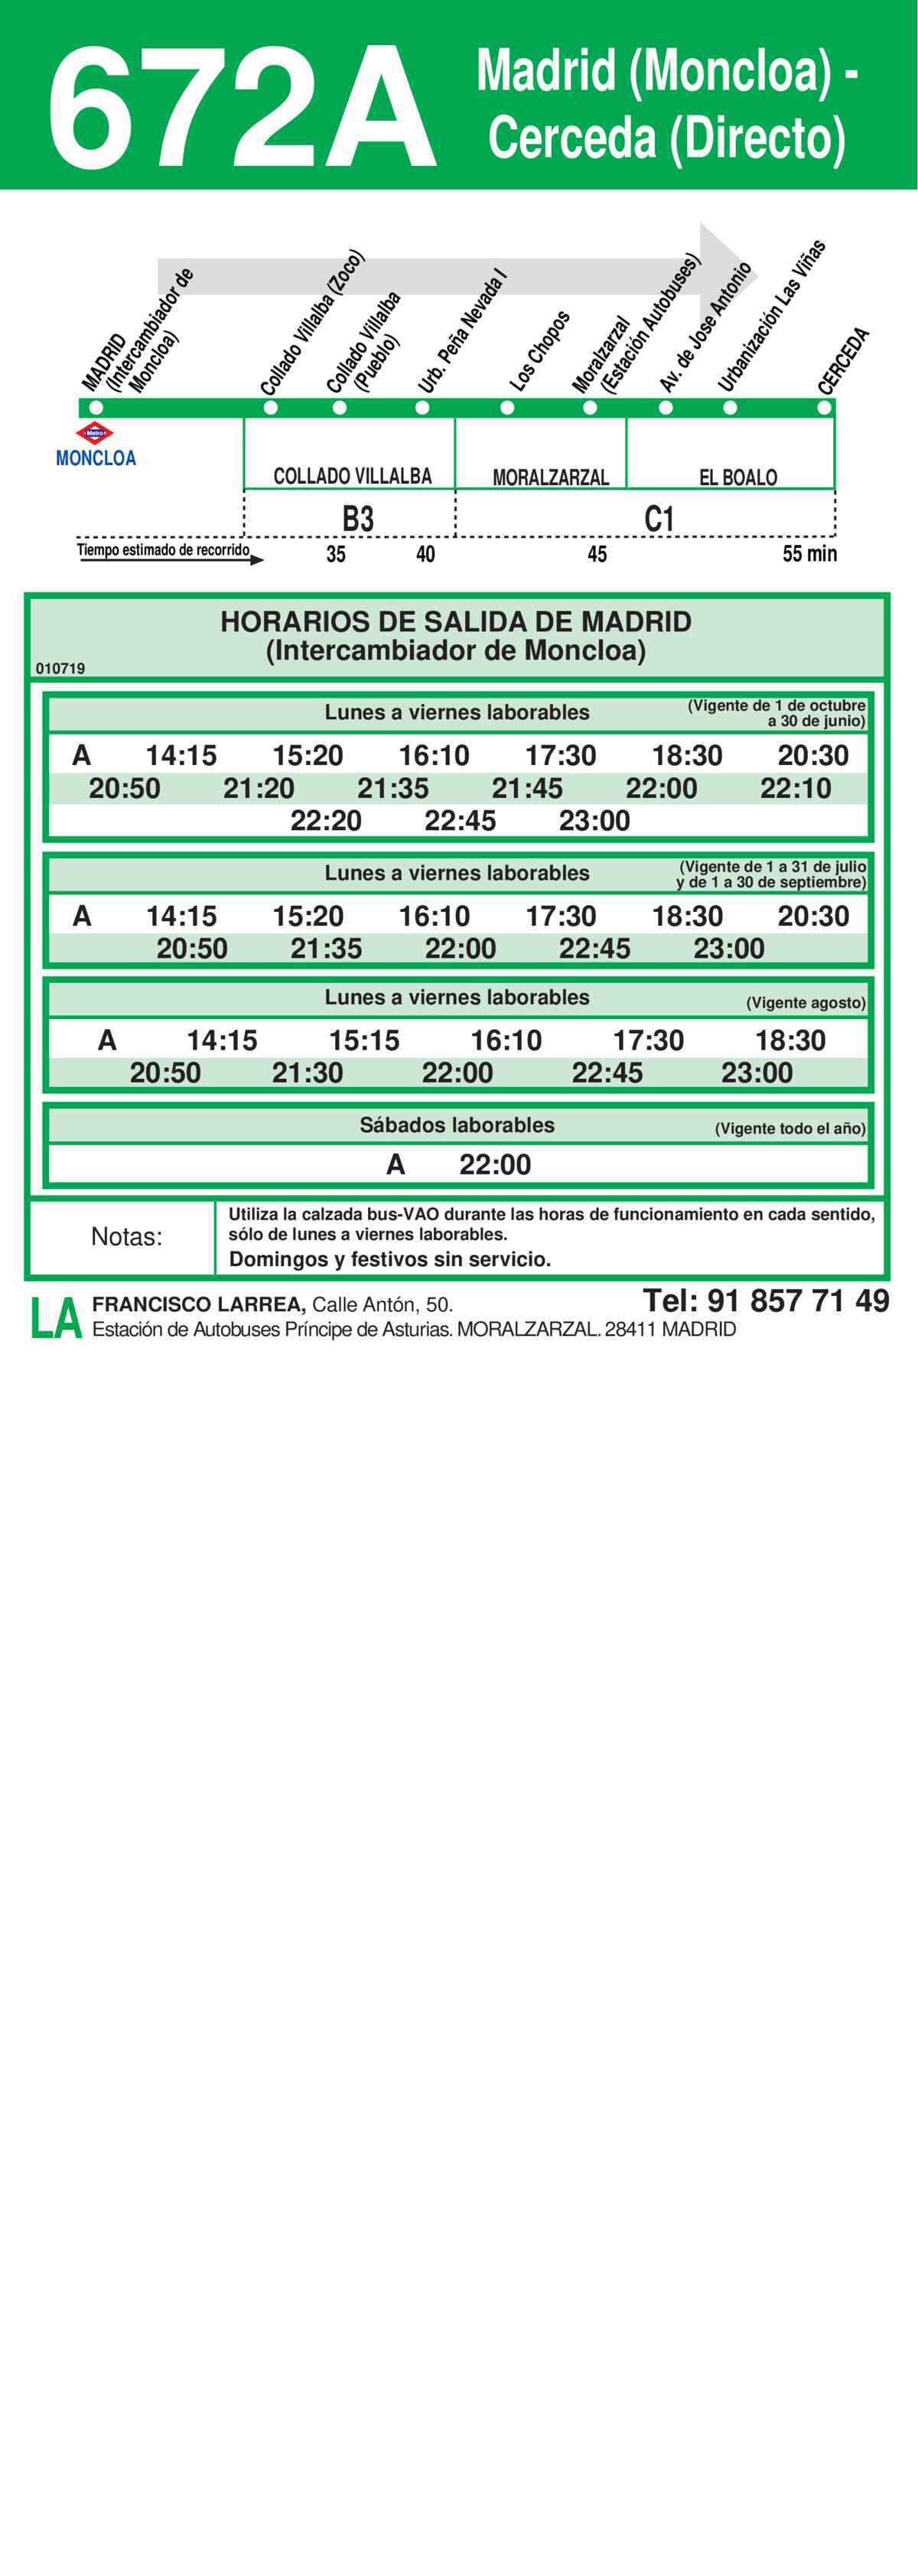 672A
Madrid (Moncloa) -
Cerceda (Directo)
MADRID
(Intercambiador de
Moncloa)
Collado Villalba (Zoco)
Collado Villalba
(Pueblo)
Urb. Peña Nevada I
Los Chopos
Moralzarzal
(Estación Autobuses)
Av. de Jose Antonio
Urbanización Las Viñas
CERCEDA
Metro
MONCLOA
COLLADO VILLALBA MORALZARZAL EL BOALO
B3 C1
Tiempo estimado de recorrido 35 40 45 55 min
HORARIOS DE SALIDA DE MADRID
(Intercambiador de Moncloa)
010719
Lunes a viernes laborables (Vigente de 1 de octubre
a 30 de junio)
A 14:15 15:20 16:10 17:30 18:30 20:30
20:50 21:20 21:35 21:45 22:00 22:10
22:20 22:45 23:00
Lunes a viernes laborables (Vigente de 1 a 31 de julio
y de 1 a 30 de septiembre)
A 14:15 15:20 16:10 17:30 18:30 20:30
20:50 21:35 22:00 22:45 23:00
Lunes a viernes laborables (Vigente agosto)
A 14:15 15:15 16:10 17:30 18:30
20:50 21:30 22:00 22:45 23:00
Sábados laborables (Vigente todo el año)
A 22:00
Notas:
Utiliza la calzada bus-VAO durante las horas de funcionamiento en cada sentido,
sólo de lunes a viernes laborables.
Domingos y festivos sin servicio.
LA
FRANCISCO LARREA, Calle Antón, 50. Tel: 91 857 71 49
Estación de Autobuses Príncipe de Asturias. MORALZARZAL. 28411 MADRID